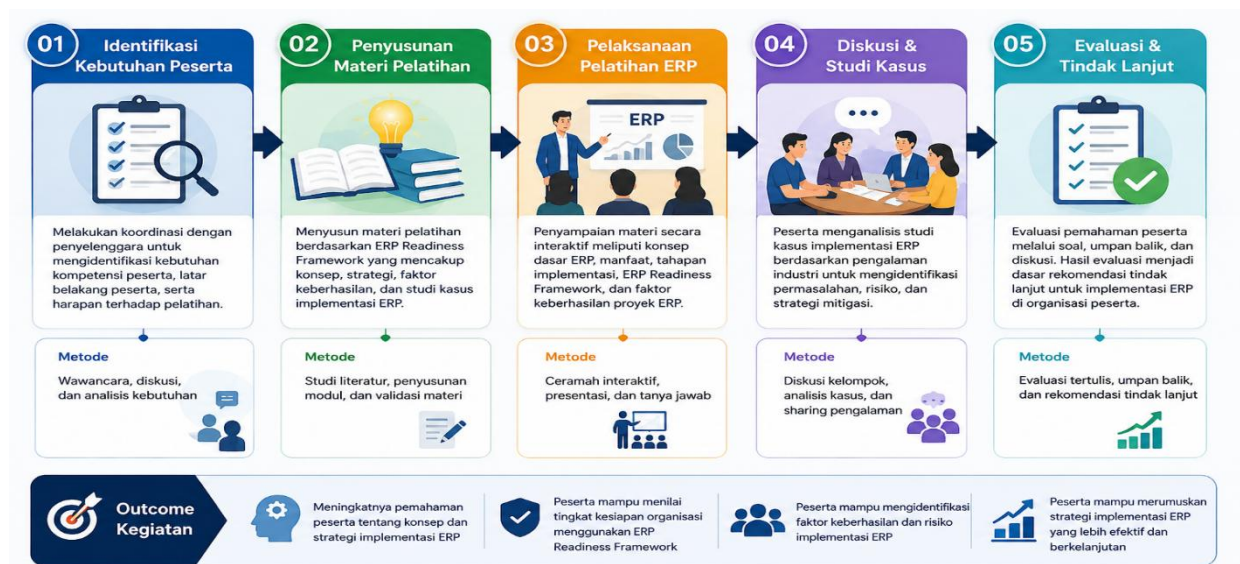 01
Identifikasi
Kebutuhan Peserta
Melakukan koordinasi dengan
penyelenggara untuk
mengidentifikasi kebutuhan
kompetensi peserta, latar
belakang peserta, serta
harapan terhadap pelatihan.
Metode
Wawancara, diskusi,
dan analisis kebutuhan
02
Penyusunan
Materi Pelatihan
Menyusun materi pelatihan
berdasarkan ERP Readiness
Framework yang mencakup
konsep, strategi, faktor
keberhasilan, dan studi kasus
implementasi ERP.
Metode
Studi literatur, penyusunan
modul, dan validasi materi
03
Pelaksanaan
Pelatihan ERP
ERP
Penyampaian materi secara
interaktif meliputi konsep
dasar ERP, manfaat, tahapan
implementasi, ERP Readiness
Framework, dan faktor
keberhasilan proyek ERP.
Metode
Ceramah interaktif,
presentasi, dan tanya jawab
04
Diskusi &
Studi Kasus
Peserta menganalisis studi
kasus implementasi ERP
berdasarkan pengalaman
industri untuk mengidentifikasi
permasalahan, risiko, dan
strategi mitigasi.
Metode
Diskusi kelompok,
analisis kasus, dan
sharing pengalaman
05
Evaluasi &
Tindak Lanjut
Evaluasi pemahaman peserta
melalui soal, umpan balik, dan
diskusi. Hasil evaluasi menjadi
dasar rekomendasi tindak
lanjut untuk implementasi ERP
di organisasi peserta.
Metode
Evaluasi tertulis, umpan balik,
dan rekomendasi tindak lanjut
Outcome
Kegiatan
Meningkatnya pemahaman
peserta tentang konsep dan
strategi implementasi ERP
Peserta mampu menilai
tingkat kesiapan organisasi
menggunakan ERP
Readiness Framework
Peserta mampu mengidentifikasi
faktor keberhasilan dan risiko
implementasi ERP
Peserta mampu merumuskan
strategi implementasi ERP
yang lebih efektif dan
berkelanjutan